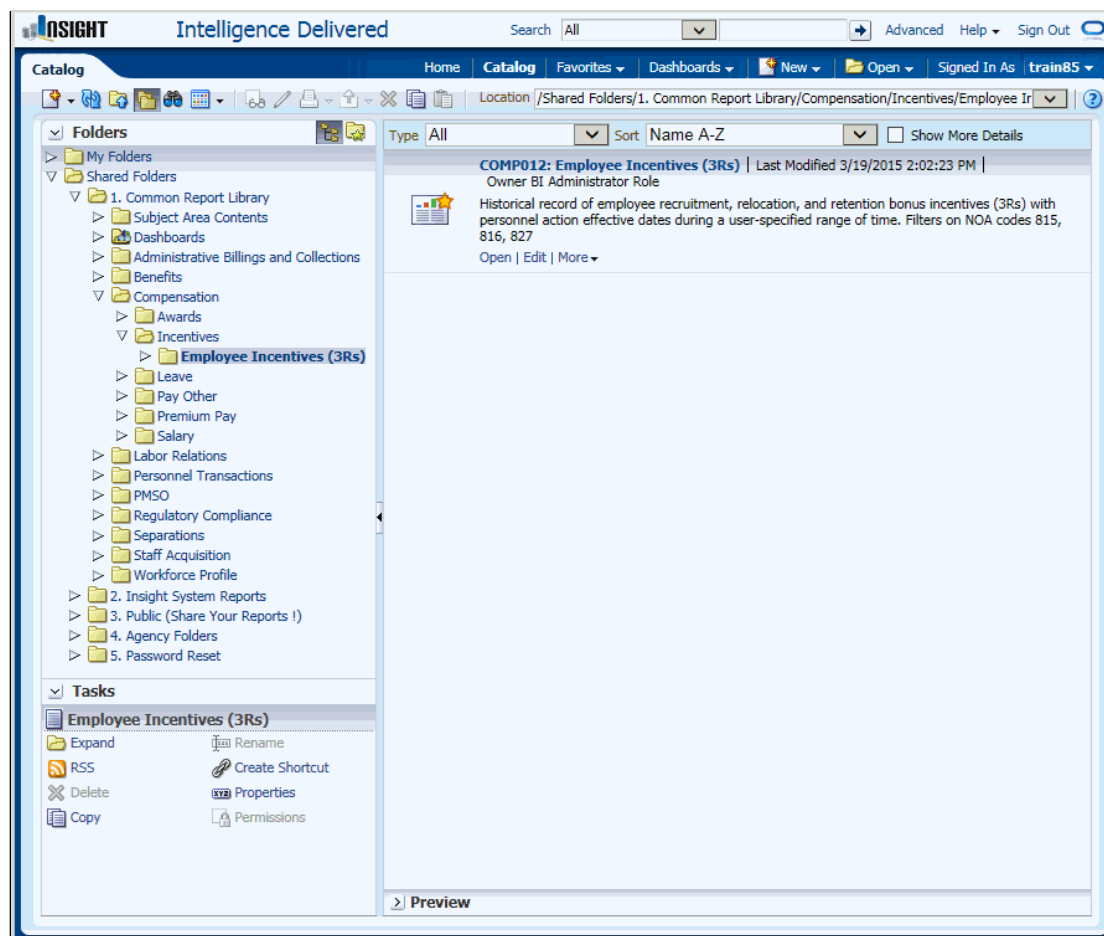 INSIGHT Intelligence Delivered Search All Advanced Help Sign Out
Catalog Home Catalog Favorites Dashboards New Open Signed In As train85
Location /Shared Folders/1. Common Report Library/Compensation/Incentives/Employee Ir
Folders
My Folders
Shared Folders
1. Common Report Library
Subject Area Contents
Dashboards
Administrative Billings and Collections
Benefits
Compensation
Awards
Incentives
Employee Incentives (3Rs)
Leave
Pay Other
Premium Pay
Salary
Labor Relations
Personnel Transactions
PMSO
Regulatory Compliance
Separations
Staff Acquisition
Workforce Profile
2. Insight System Reports
3. Public (Share Your Reports !)
4. Agency Folders
5. Password Reset
Tasks
Employee Incentives (3Rs)
Expand Rename
RSS Create Shortcut
Delete XYZ Properties
Copy Permissions
Type All Sort Name A-Z Show More Details
COMP012: Employee Incentives (3Rs) | Last Modified 3/19/2015 2:02:23 PM |
Owner BI Administrator Role
Historical record of employee recruitment, relocation, and retention bonus incentives (3Rs) with
personnel action effective dates during a user-specified range of time. Filters on NOA codes 815,
816, 827
Open | Edit | More
Preview